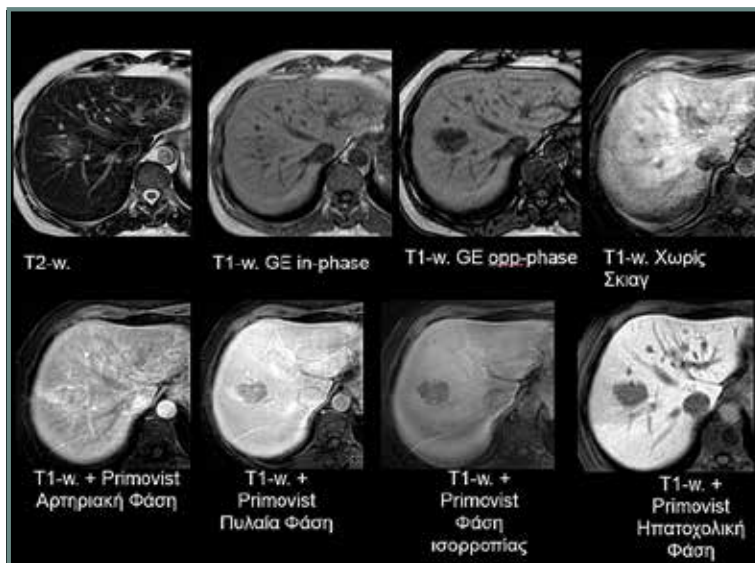 T2-w.
T1-w. GE in-phase
T1-w. GE opp-phase
T1-w. Χωρίς
Σκιαγ
T1-w. + Primovist
Αρτηριακή Φάση
T1-w. +
Primovist
Πυλαία Φάση
T1-w. +
Primovist
Φάση
ισορροπίας
T1-w. +
Primovist
Ηπατοχολική
Φάση